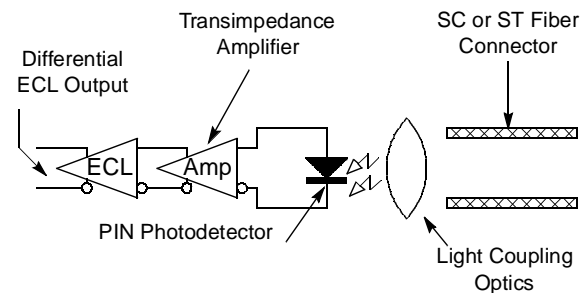 Transimpedance
Amplifier
SC or ST Fiber
Connector
Differential
ECL Output
ECL
Amp
PIN Photodetector
Light Coupling
Optics